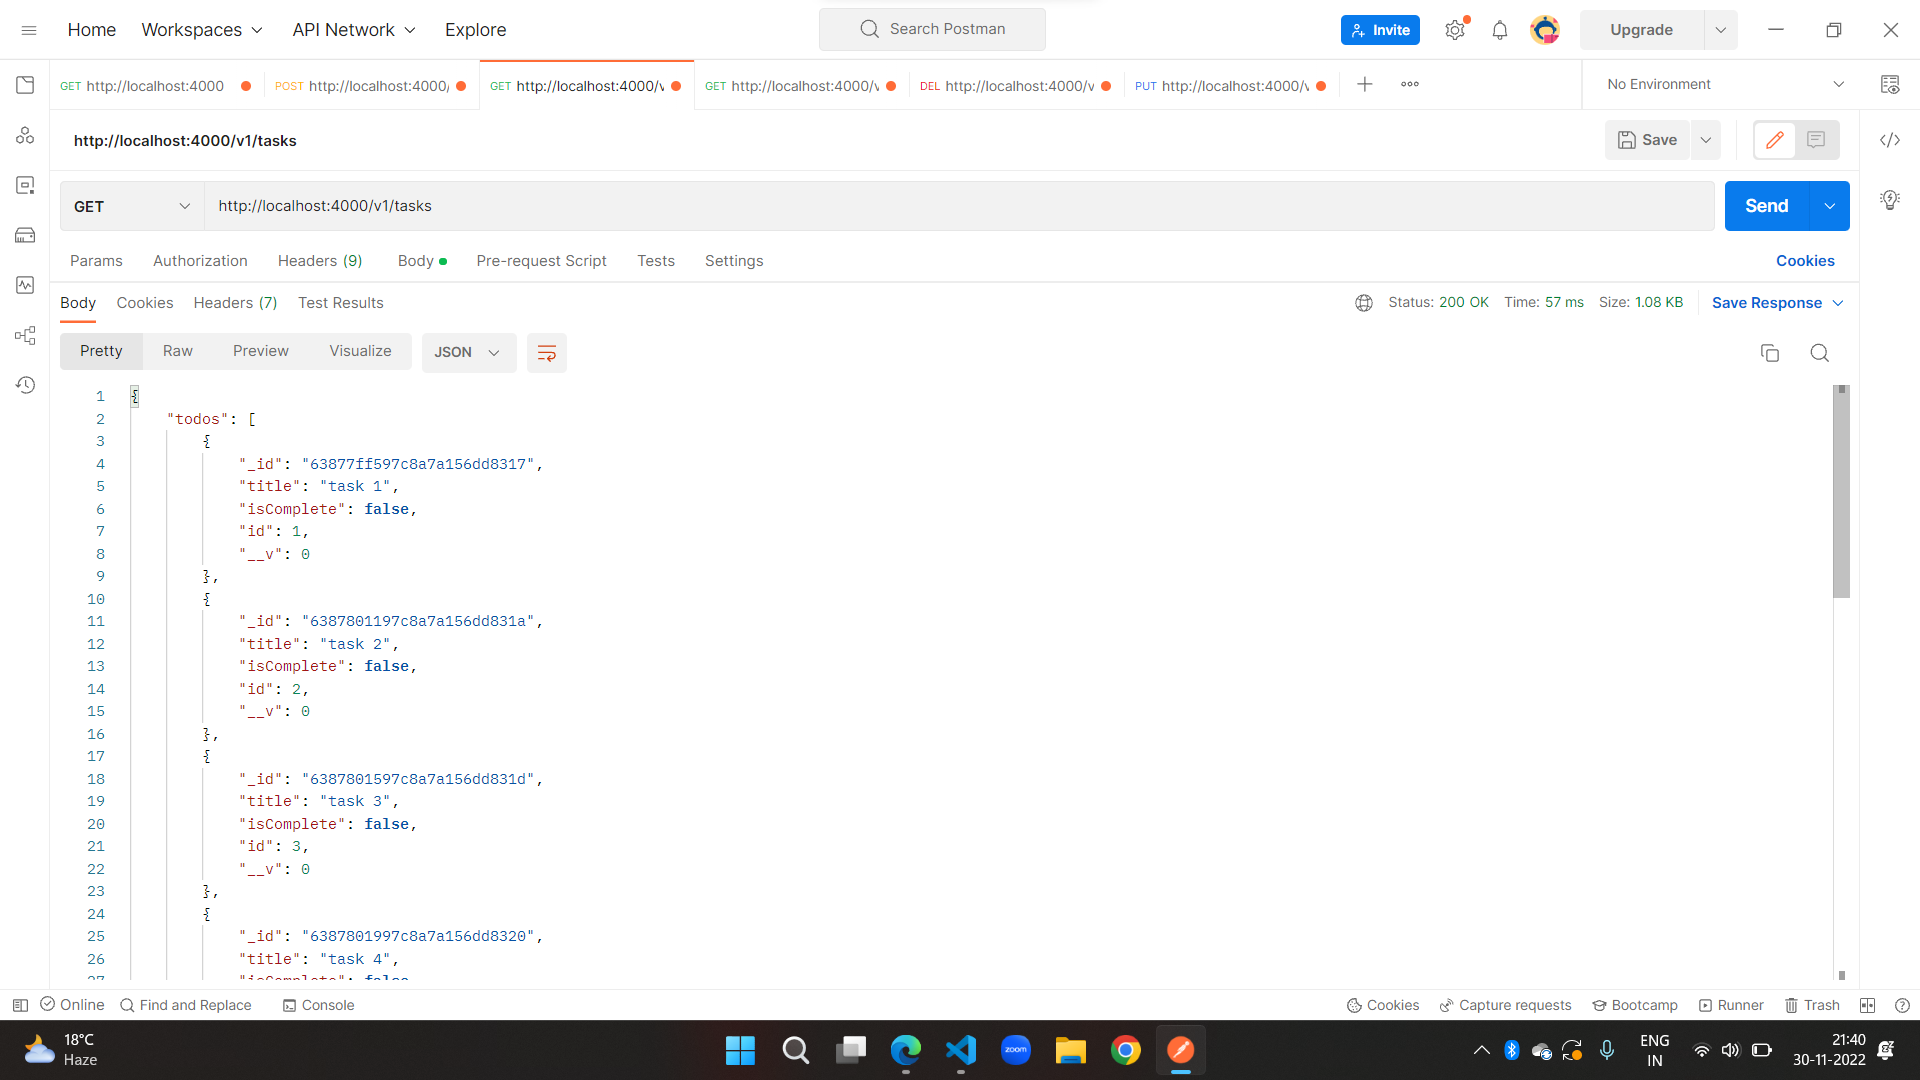 Home Workspaces API Network Explore Search Postman Invite Upgrade
GET http://localhost:4000 POST http://localhost:4000/ GET http://localhost:4000/v GET http://localhost:4000/v DEL http://localhost:4000/v PUT http://localhost:4000/v No Environment
http://localhost:4000/v1/tasks Save
GET http://localhost:4000/v1/tasks Send
Params Authorization Headers (9) Body Pre-request Script Tests Settings Cookies
Body Cookies Headers (7) Test Results Status: 200 OK Time: 57 ms Size: 1.08 KB Save Response
Pretty Raw Preview Visualize JSON
1 {
2 "todos": [
3 {
4 "_id": "63877ff597c8a7a156dd8317",
5 "title": "task 1",
6 "isComplete": false,
7 "id": 1,
8 "__v": 0
9 },
10 {
11 "_id": "6387801197c8a7a156dd831a",
12 "title": "task 2",
13 "isComplete": false,
14 "id": 2,
15 "__v": 0
16 },
17 {
18 "_id": "6387801597c8a7a156dd831d",
19 "title": "task 3",
20 "isComplete": false,
21 "id": 3,
22 "__v": 0
23 },
24 {
25 "_id": "6387801997c8a7a156dd8320",
26 "title": "task 4",
27 "isComplete": false
Online Find and Replace Console Cookies Capture requests Bootcamp Runner Trash
18°C
Haze
zoom
ENG
IN
21:40
30-11-2022